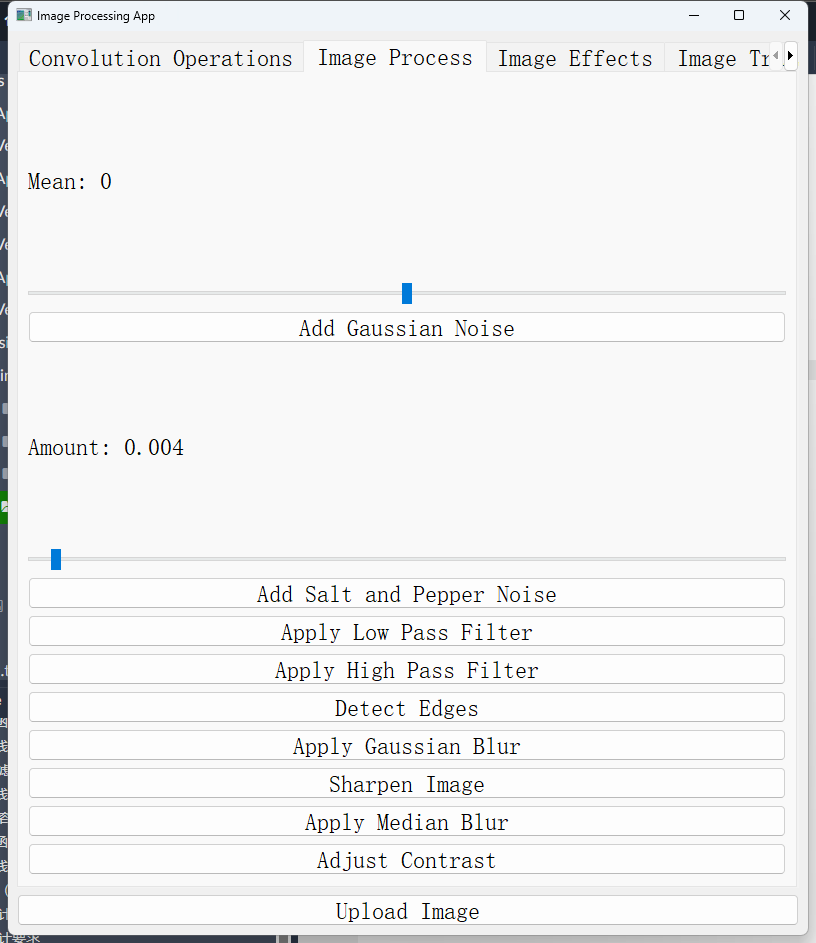 Image Processing App
Convolution Operations Image Process Image Effects Image Tr
Mean: 0
Add Gaussian Noise
Amount: 0.004
Add Salt and Pepper Noise
Apply Low Pass Filter
Apply High Pass Filter
Detect Edges
Apply Gaussian Blur
Sharpen Image
Apply Median Blur
Adjust Contrast
Upload Image